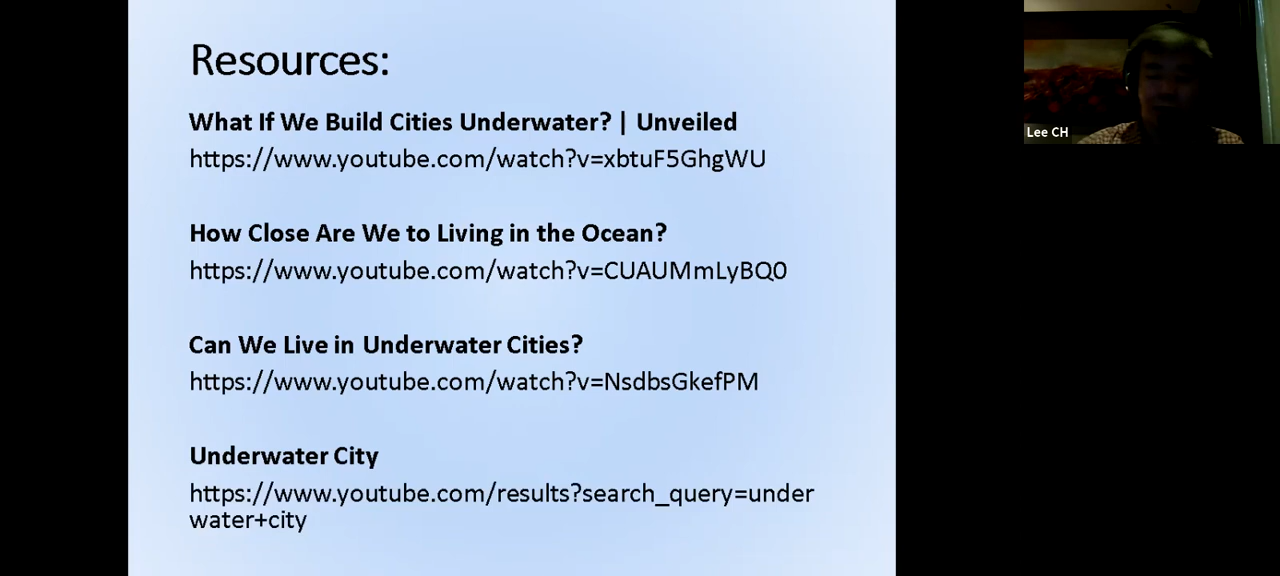 Resources:
What If We Build Cities Underwater? | Unveiled
https://www.youtube.com/watch?v=xbtuF5GhgWU
How Close Are We to Living in the Ocean?
https://www.youtube.com/watch?v=CUAUMmLyBQ0
Can We Live in Underwater Cities?
https://www.youtube.com/watch?v=NsdbsGkefPM
Underwater City
https://www.youtube.com/results?search_query=under
water+city
Lee CH